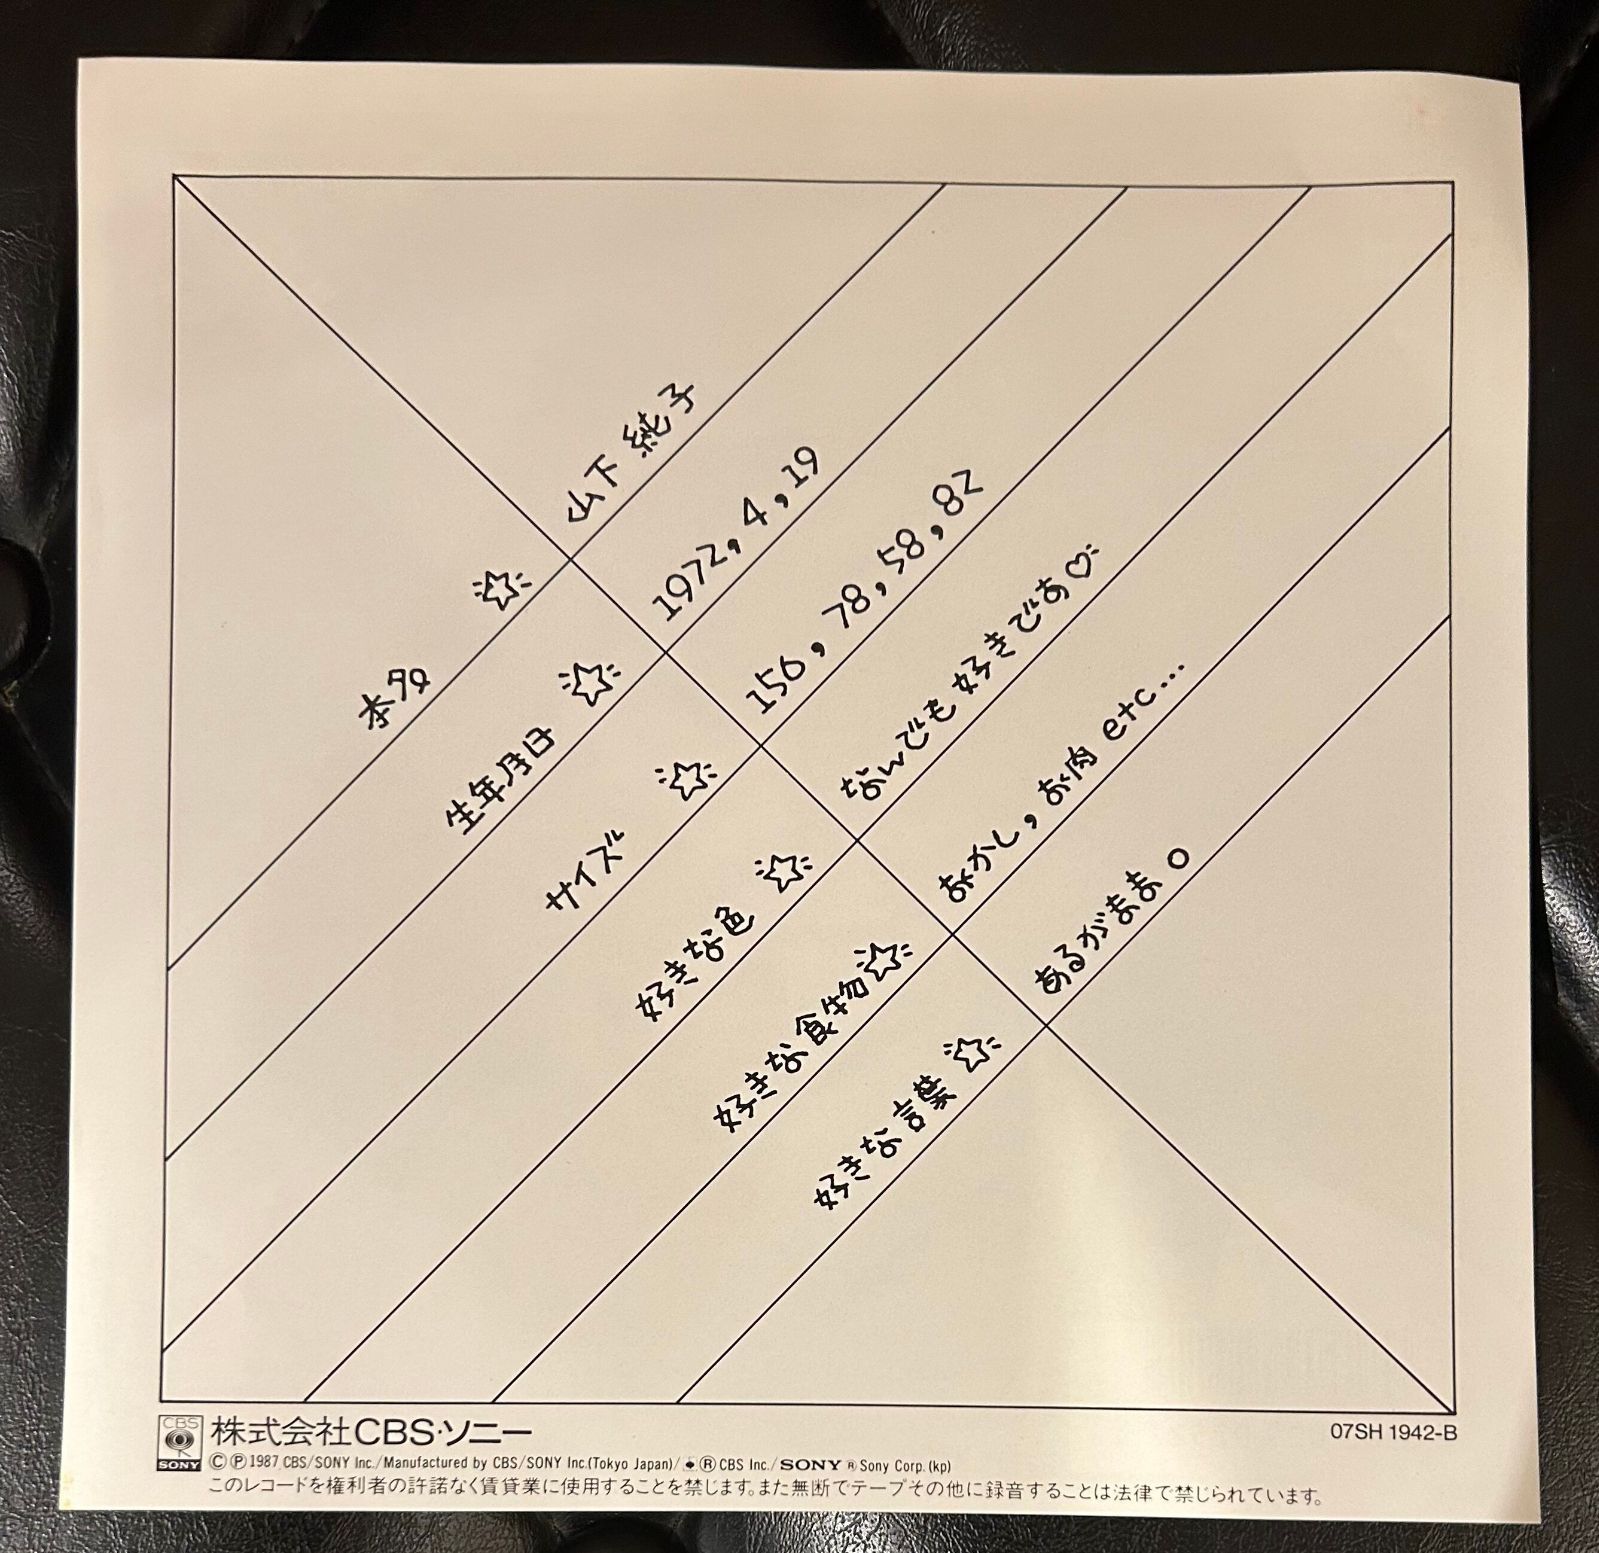 本名 ☆ 山下 純子
生年月日 ☆ 1972, 4, 19
サイズ ☆ 156, 78, 58, 82
好きな色 ☆ なんでも 好きです♡
好きな食物☆ おかし, お肉 etc...
好きな言葉 ☆ あるがまま。
CBS
SONY
株式会社CBS・ソニー
07SH 1942-B
ⒸⓅ1987 CBS/SONY Inc./Manufactured by CBS/SONY Inc.(Tokyo Japan)/Ⓡ CBS Inc./SONY ® Sony Corp.(kp)
このレコードを権利者の許諾なく賃貸業に使用することを禁じます。また無断でテープその他に録音することは法律で禁じられています。